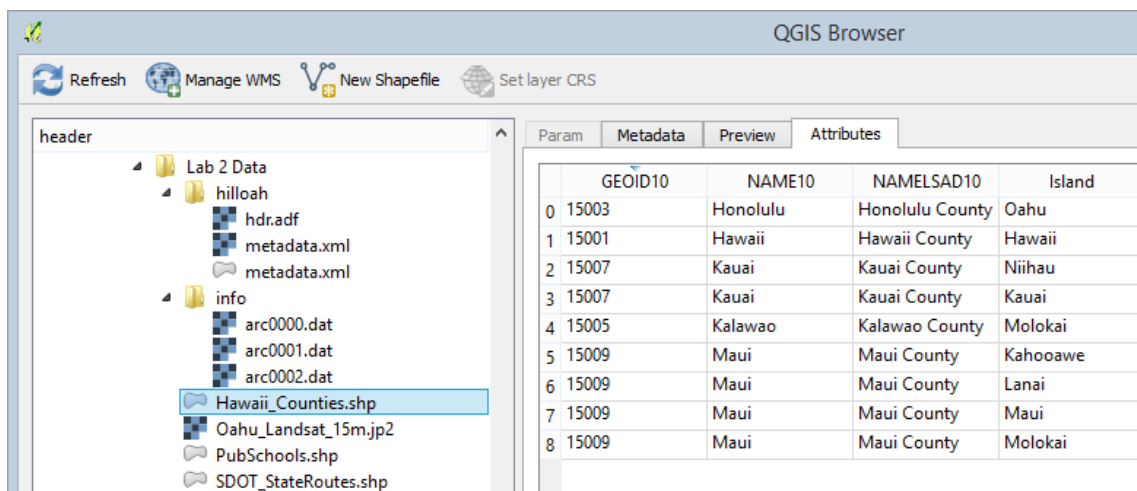 QGIS Browser
Refresh Manage WMS New Shapefile Set layer CRS
header
Lab 2 Data
hilloah
hdr.adf
metadata.xml
metadata.xml
info
arc0000.dat
arc0001.dat
arc0002.dat
Hawaii_Counties.shp
Oahu_Landsat_15m.jp2
PubSchools.shp
SDOT_StateRoutes.shp
Param Metadata Preview Attributes
GEOID10 NAME10 NAMELSAD10 Island
0 15003 Honolulu Honolulu County Oahu
1 15001 Hawaii Hawaii County Hawaii
2 15007 Kauai Kauai County Niihau
3 15007 Kauai Kauai County Kauai
4 15005 Kalawao Kalawao County Molokai
5 15009 Maui Maui County Kahooawe
6 15009 Maui Maui County Lanai
7 15009 Maui Maui County Maui
8 15009 Maui Maui County Molokai